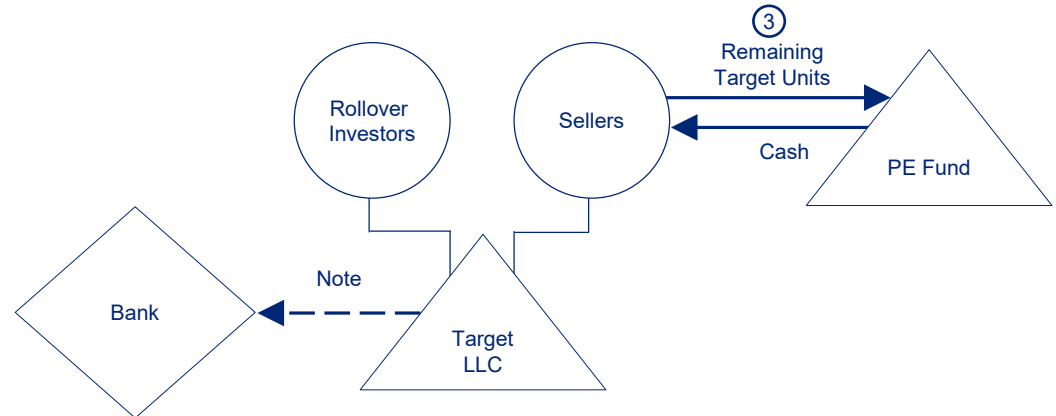 3
Remaining
Target Units
Rollover
Investors
Sellers
Cash
PE Fund
Note
Bank
Target
LLC